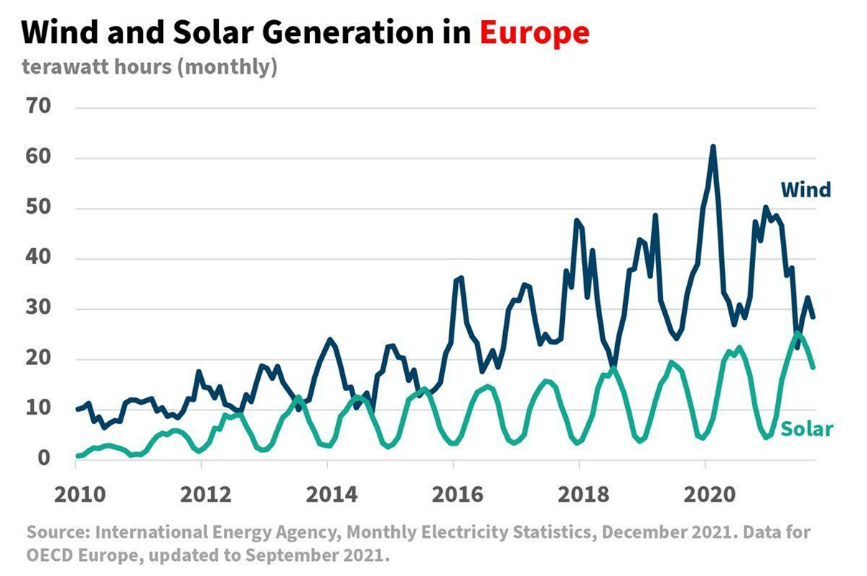 Wind and Solar Generation in Europe
terawatt hours (monthly)
70
60
50
40
30
20
10
0
Wind
Solar
2010 2012 2014 2016 2018 2020
Source: International Energy Agency, Monthly Electricity Statistics, December 2021. Data for
OECD Europe, updated to September 2021.